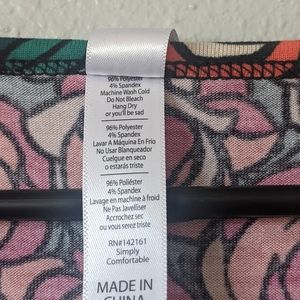 96% Polyester
4% Spandex
Machine Wash Cold
Do Not Bleach
Hang Dry
or you'll be sad
96% Polyester
4% Spandex
Lavar A Máquina En Frío
No Usar Blanqueador
Cuelgue en seco
o estarás triste
96% Poliéster
4% Spandex
Lavage en machine à froid
Ne Pas Javelliser
Accrochez sec
ou vous serez triste
RN#142161
Simply
Comfortable
MADE IN
CHINA